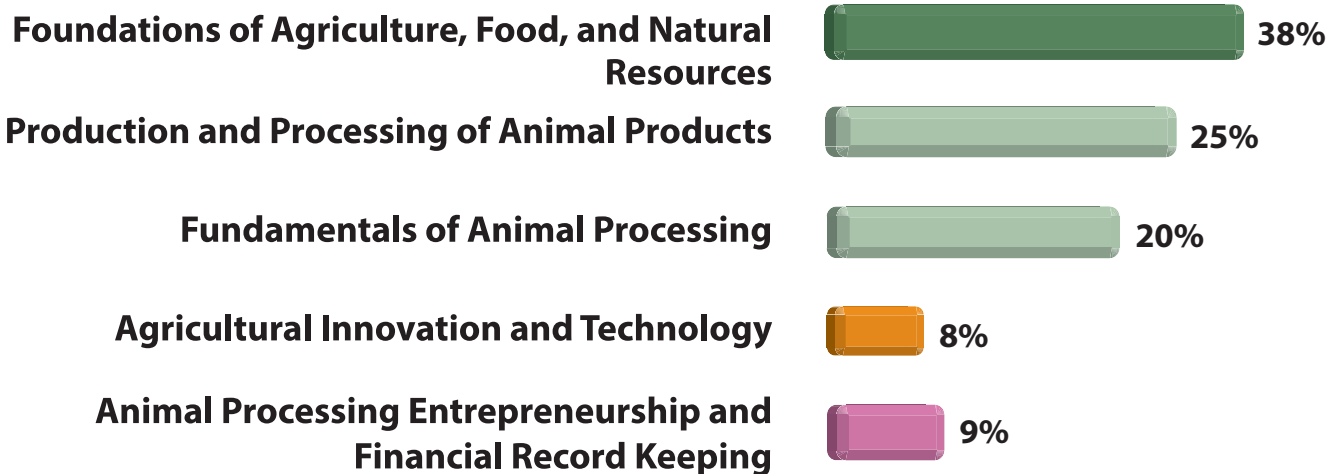 Foundations of Agriculture, Food, and Natural
Resources
38%
Production and Processing of Animal Products
25%
Fundamentals of Animal Processing
20%
Agricultural Innovation and Technology
8%
Animal Processing Entrepreneurship and
Financial Record Keeping
9%